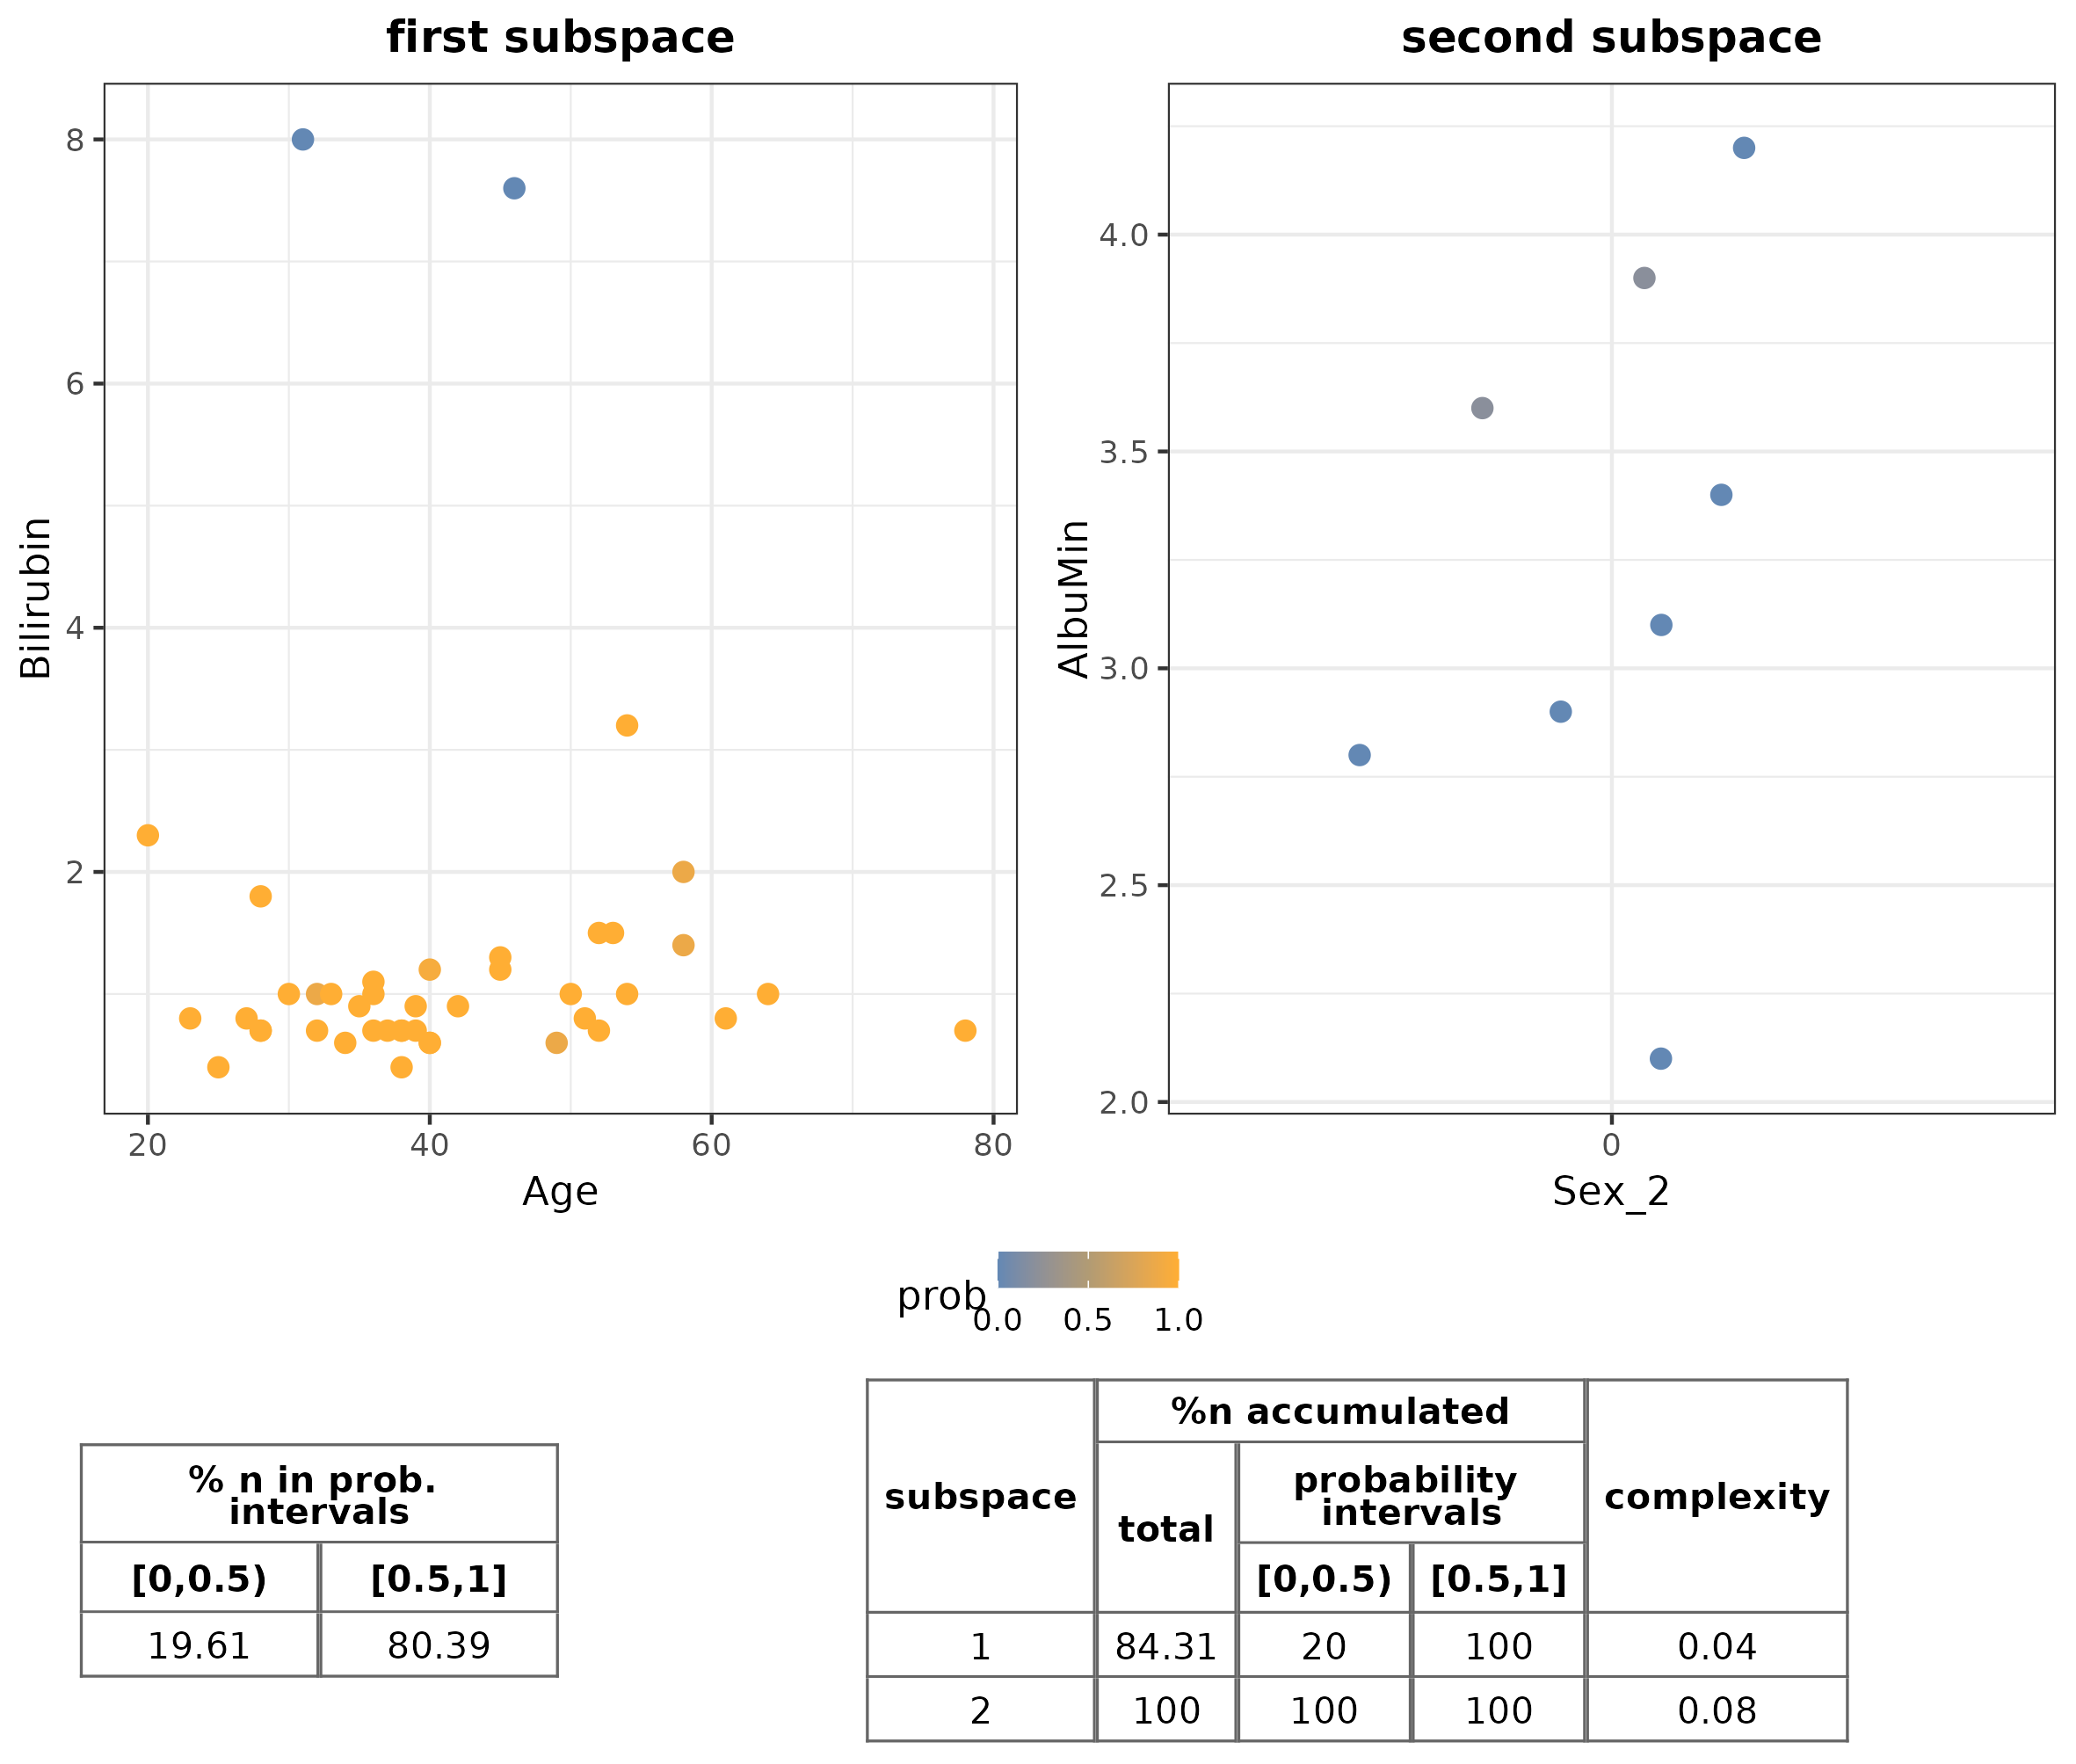 first subspace
second subspace
8
6
4
2
Bilirubin
20 40 60 80
Age
4.0
3.5
3.0
2.5
2.0
AlbuMin
0
Sex_2
prob
0.0 0.5 1.0
% n in prob.
intervals
[0,0.5) [0.5,1]
19.61 80.39
%n accumulated
probability
intervals
subspace total complexity
[0,0.5) [0.5,1]
1 84.31 20 100 0.04
2 100 100 100 0.08